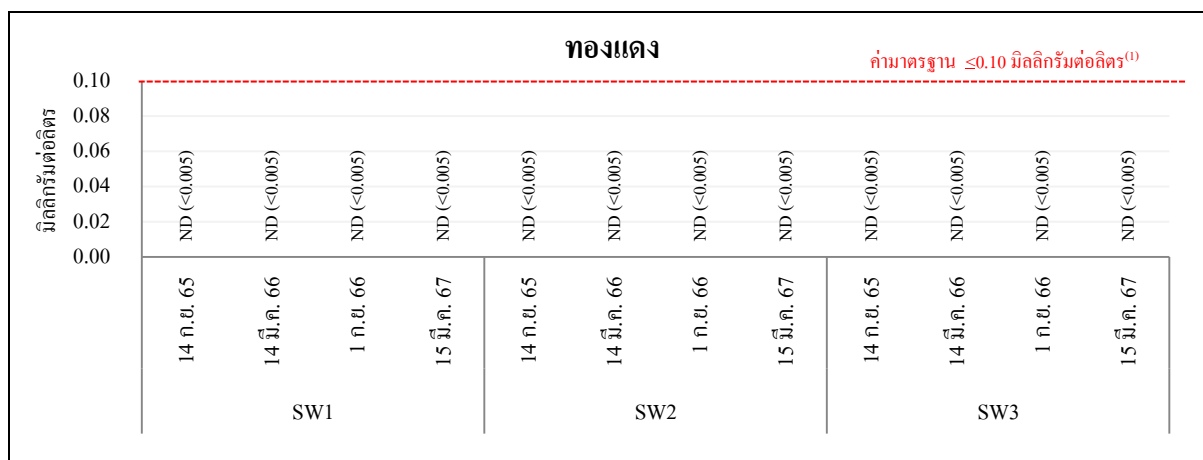 ทองแดง
ค่ามาตรฐาน ≤0.10 มิลลิกรัมต่อลิตร(1)
มิลลิกรัมต่อลิตร
0.10
0.08
0.06
0.04
0.02
0.00
ND (<0.005)
ND (<0.005)
ND (<0.005)
ND (<0.005)
ND (<0.005)
ND (<0.005)
ND (<0.005)
ND (<0.005)
ND (<0.005)
ND (<0.005)
ND (<0.005)
ND (<0.005)
14 ก.ย. 65
14 มี.ค. 66
1 ก.ย. 66
15 มี.ค. 67
14 ก.ย. 65
14 มี.ค. 66
1 ก.ย. 66
15 มี.ค. 67
14 ก.ย. 65
14 มี.ค. 66
1 ก.ย. 66
15 มี.ค. 67
SW1
SW2
SW3